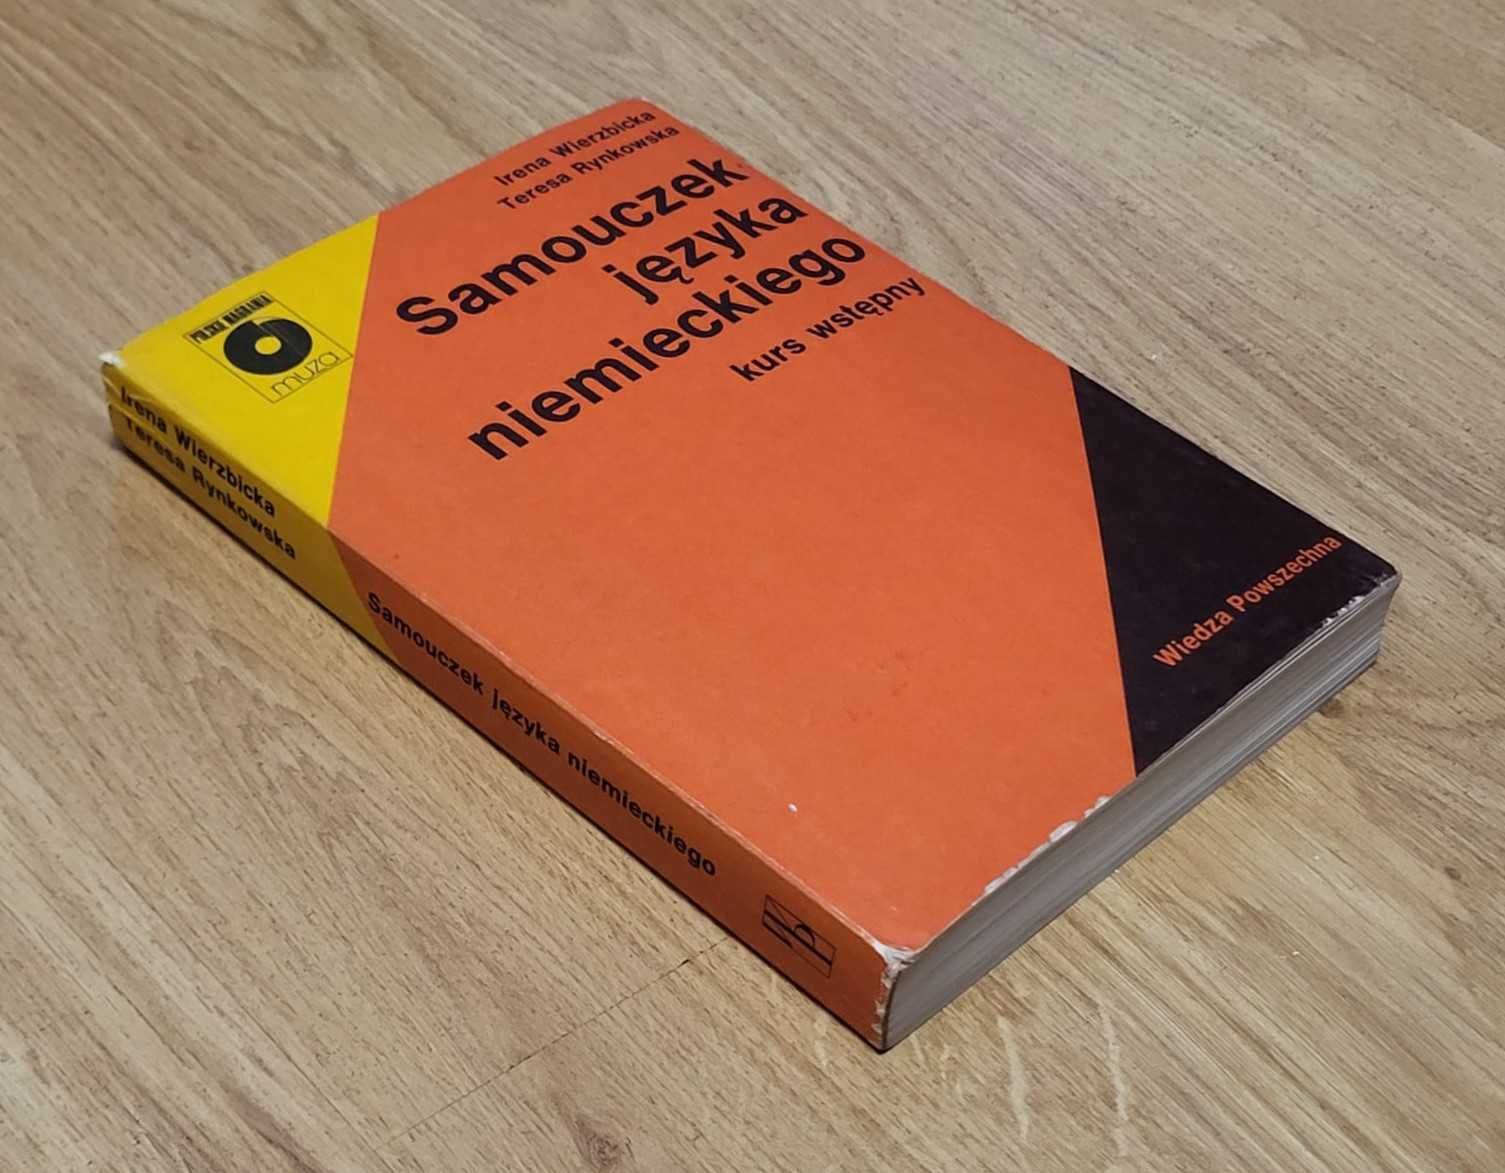 Irena Wierzbicka
Teresa Rynkowska
Samouczek
języka
niemieckiego
kurs wstępny
POLSKIE NAGRANIA
muza
Wiedza Powszechna
Irena Wierzbicka
Teresa Rynkowska
Samouczek języka niemieckiego